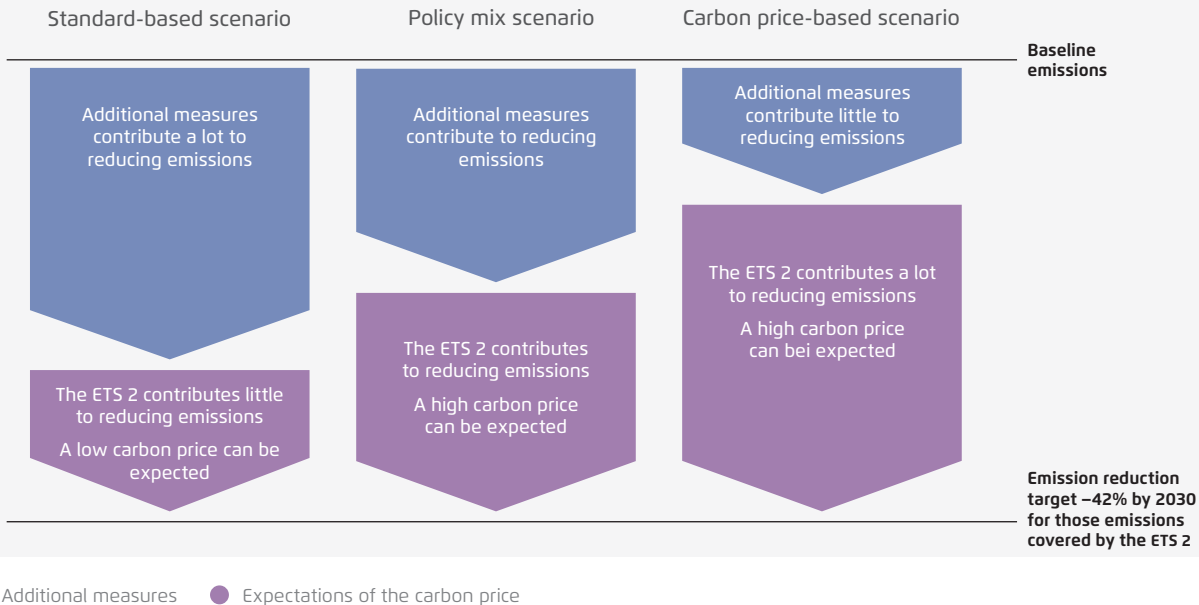 Standard-based scenario
Policy mix scenario
Carbon price-based scenario
Baseline
emissions
Additional measures
contribute a lot to
reducing emissions
Additional measures
contribute to reducing
emissions
Additional measures
contribute little to
reducing emissions
The ETS 2 contributes little
to reducing emissions
A low carbon price can be
expected
The ETS 2 contributes
to reducing emissions
A high carbon price
can be expected
The ETS 2 contributes a lot
to reducing emissions
A high carbon price
can bei expected
Emission reduction
target –42% by 2030
for those emissions
covered by the ETS 2
Additional measures
Expectations of the carbon price